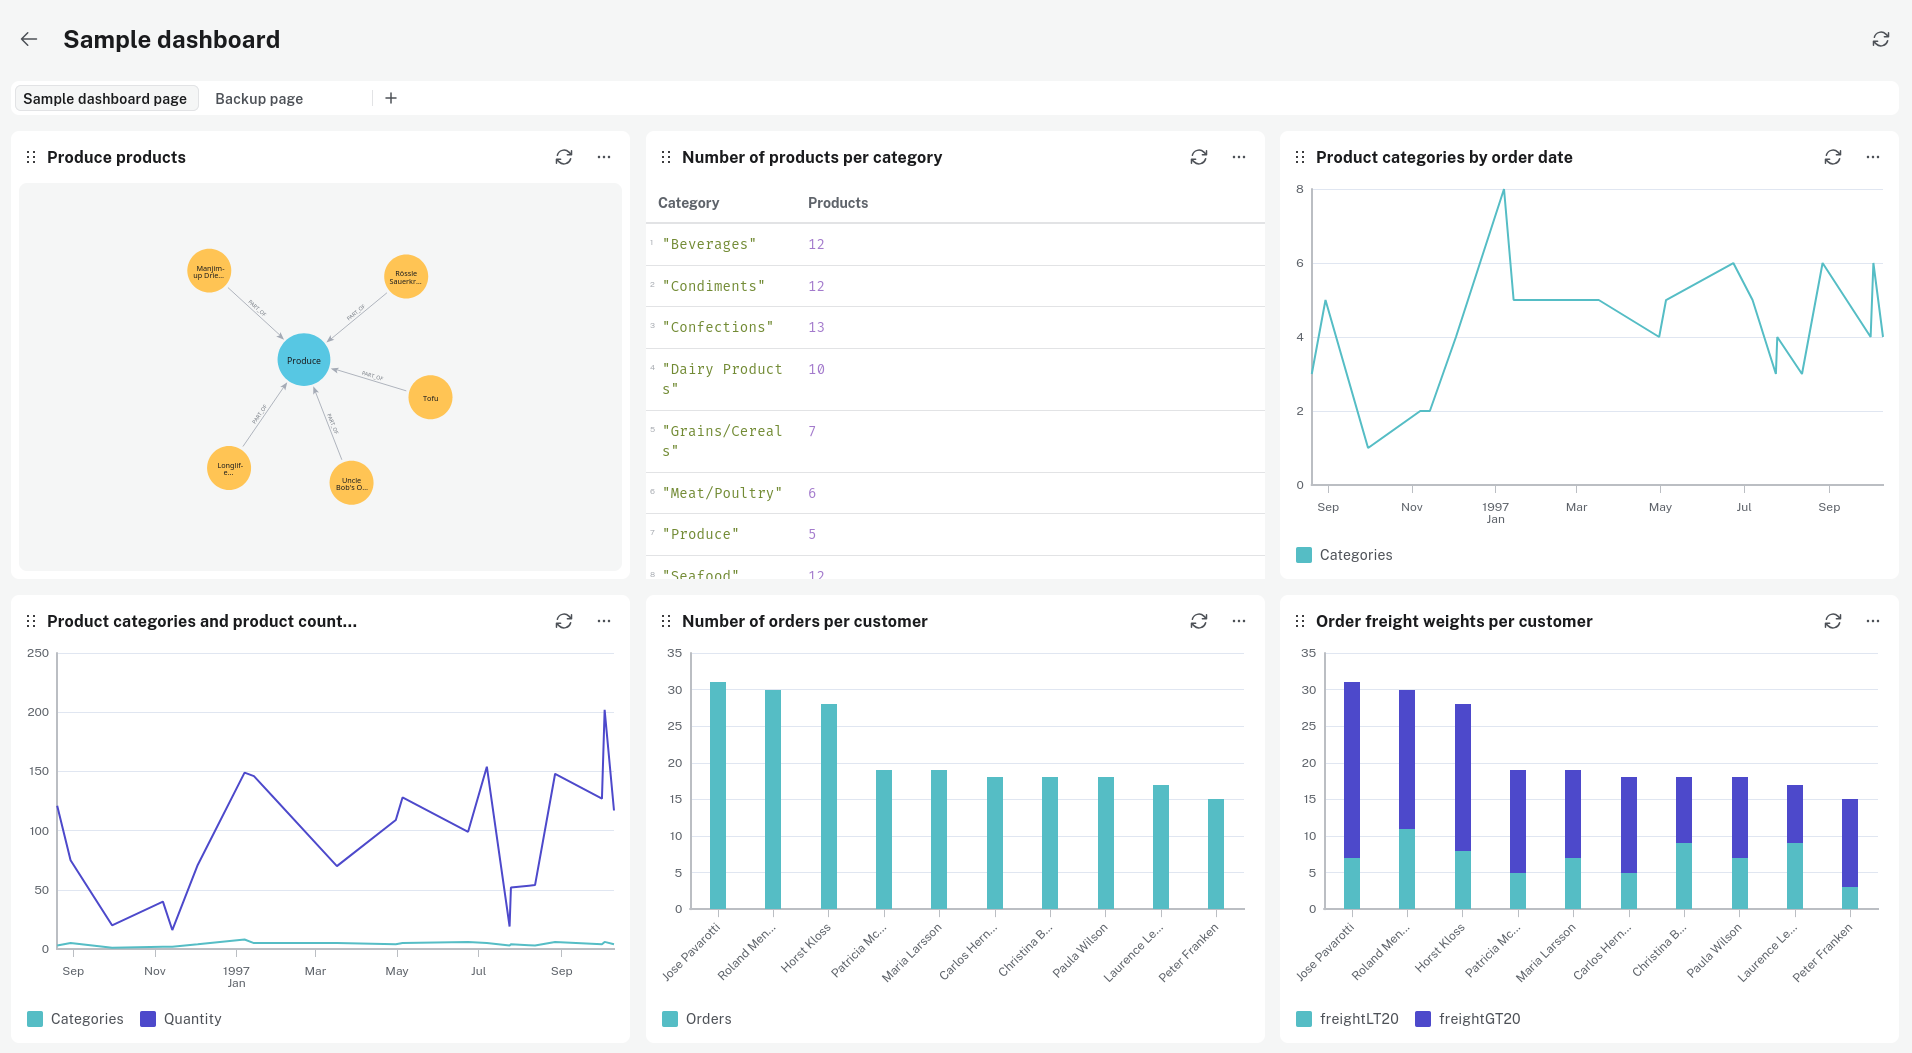 Sample dashboard
Sample dashboard page
Backup page
Produce products
Manjim-
up Drie...
Rössle
Sauerkr...
PART_OF
PART_OF
Produce
PART_OF
Tofu
PART_OF
PART_OF
Longlif-
e...
Uncle
Bob's O...
Number of products per category
Category Products
1 "Beverages" 12
2 "Condiments" 12
3 "Confections" 13
4 "Dairy Product 10
s"
5 "Grains/Cereal 7
s"
6 "Meat/Poultry" 6
7 "Produce" 5
8 "Seafood" 12
Product categories by order date
8
6
4
2
0
Sep Nov 1997 Mar May Jul Sep
Jan
Categories
Product categories and product count...
250
200
150
100
50
0
Sep Nov 1997 Mar May Jul Sep
Jan
Categories Quantity
Number of orders per customer
35
30
25
20
15
10
5
0
Jose Pavarotti
Roland Men...
Horst Kloss
Patricia Mc...
Maria Larsson
Carlos Hern...
Christina B...
Paula Wilson
Laurence Le...
Peter Franken
Orders
Order freight weights per customer
35
30
25
20
15
10
5
0
Jose Pavarotti
Roland Men...
Horst Kloss
Patricia Mc...
Maria Larsson
Carlos Hern...
Christina B...
Paula Wilson
Laurence Le...
Peter Franken
freightLT20 freightGT20